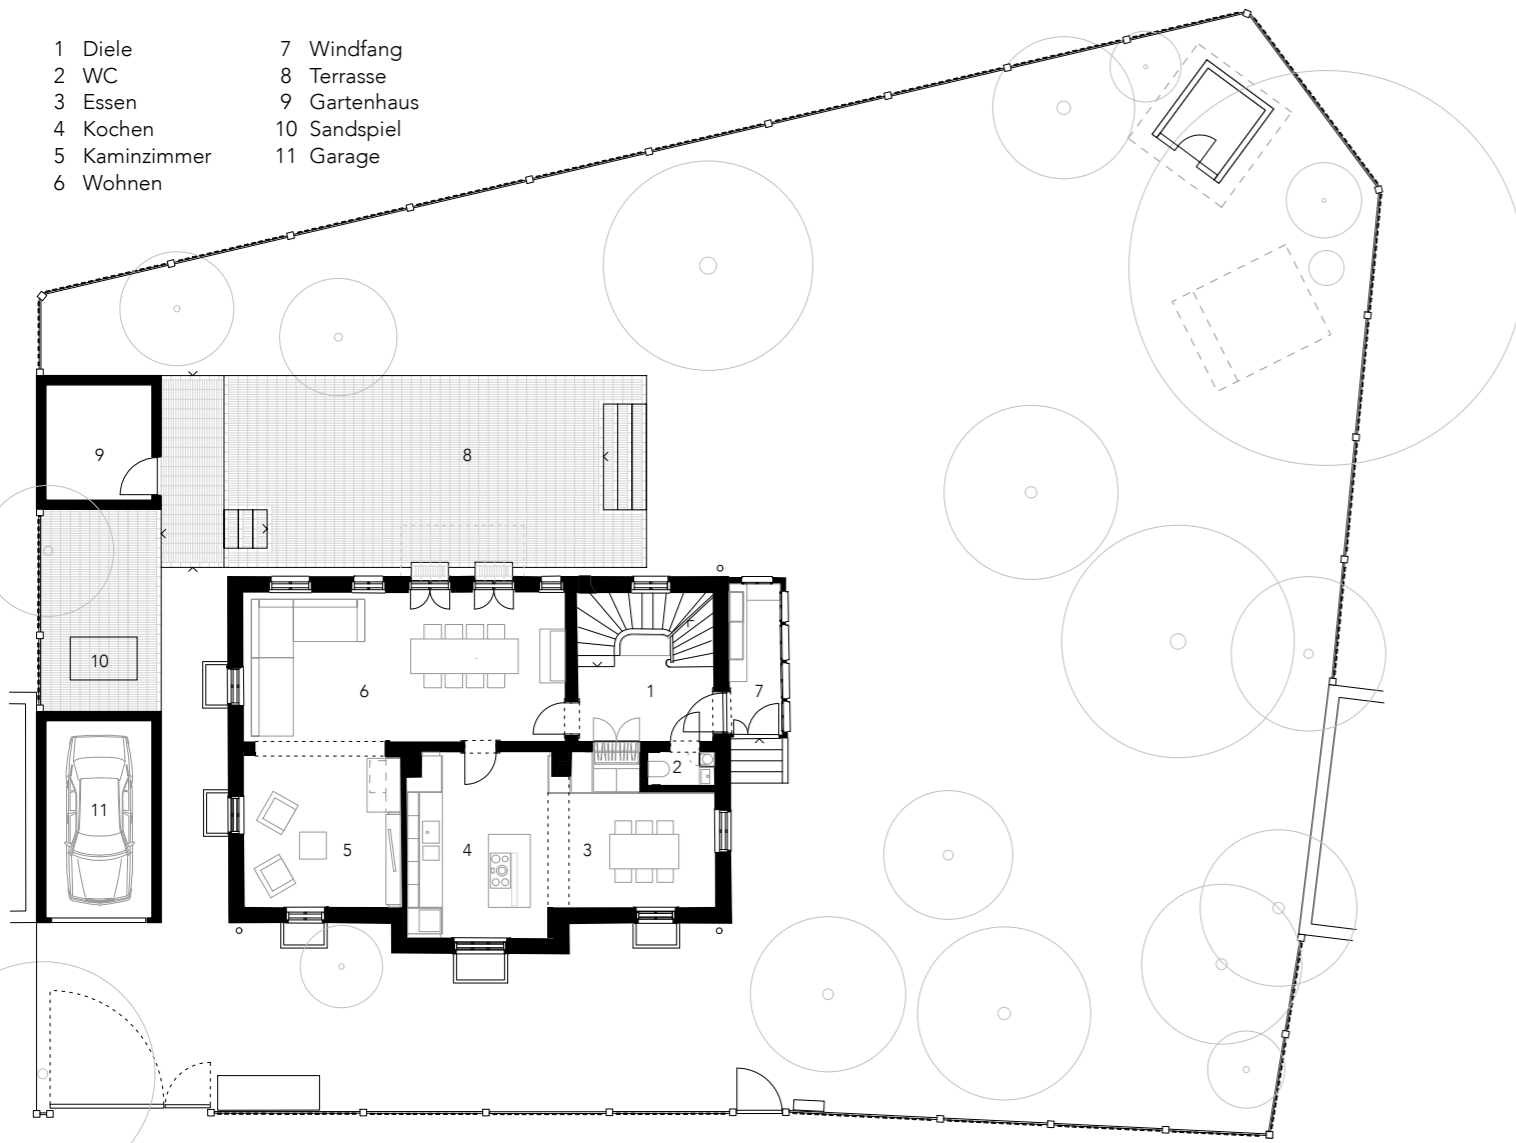 1 Diele
2 WC
3 Essen
4 Kochen
5 Kaminzimmer
6 Wohnen
7 Windfang
8 Terrasse
9 Gartenhaus
10 Sandspiel
11 Garage
9
8
10
6
1
7
2
11
5
4
3